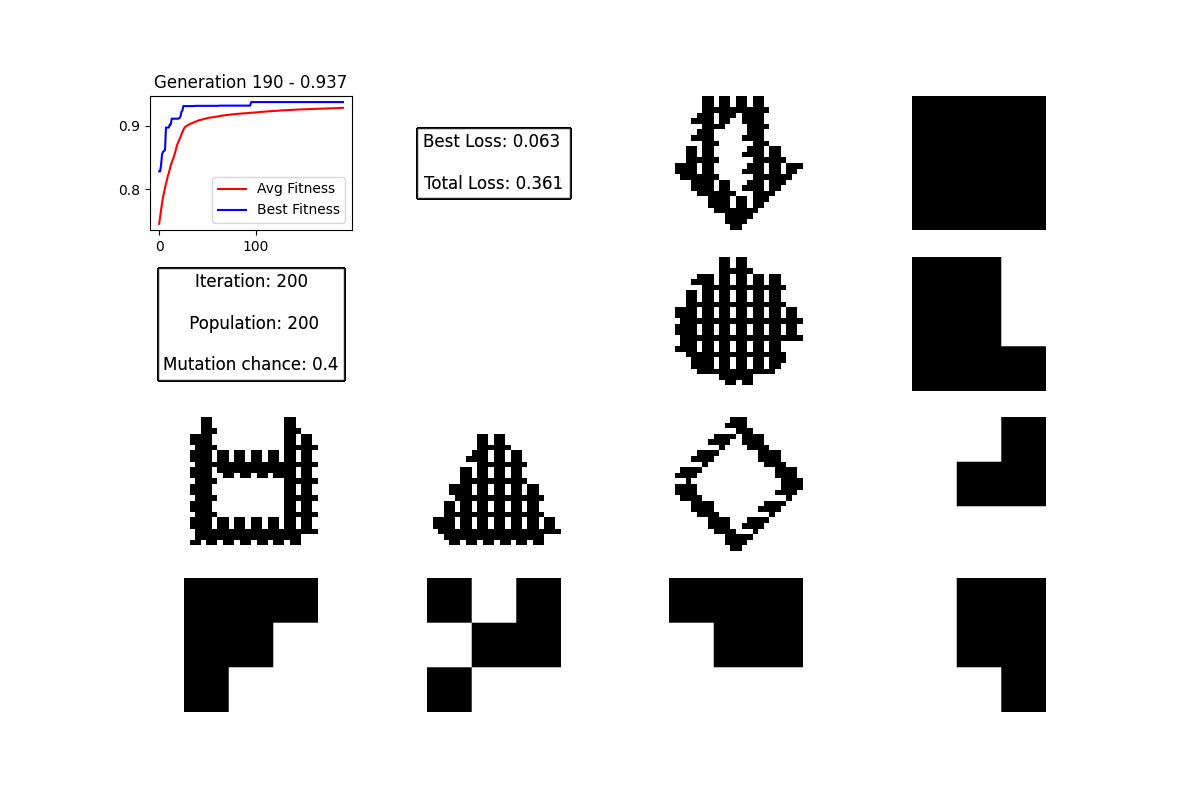 Generation 190 - 0.937
0.9
0.8
Avg Fitness
Best Fitness
0
100
Best Loss: 0.063
Total Loss: 0.361
Iteration: 200
Population: 200
Mutation chance: 0.4